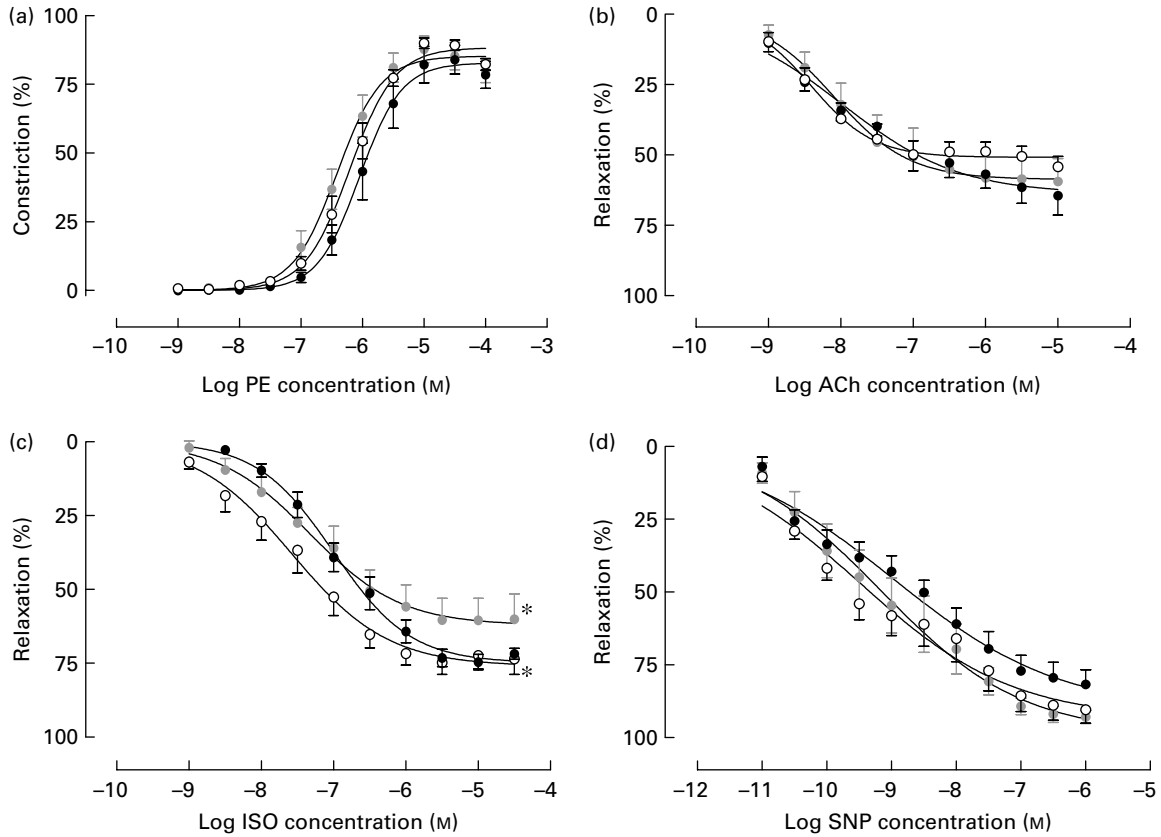 (a)
100
75
50
25
0
Constriction (%)
–10 –9 –8 –7 –6 –5 –4 –3
Log PE concentration (M)
(b)
0
25
50
75
100
Relaxation (%)
–10 –9 –8 –7 –6 –5 –4
Log ACh concentration (M)
(c)
0
25
50
75
100
Relaxation (%)
*
*
–10 –9 –8 –7 –6 –5 –4
Log ISO concentration (M)
(d)
0
25
50
75
100
Relaxation (%)
–12 –11 –10 –9 –8 –7 –6 –5
Log SNP concentration (M)